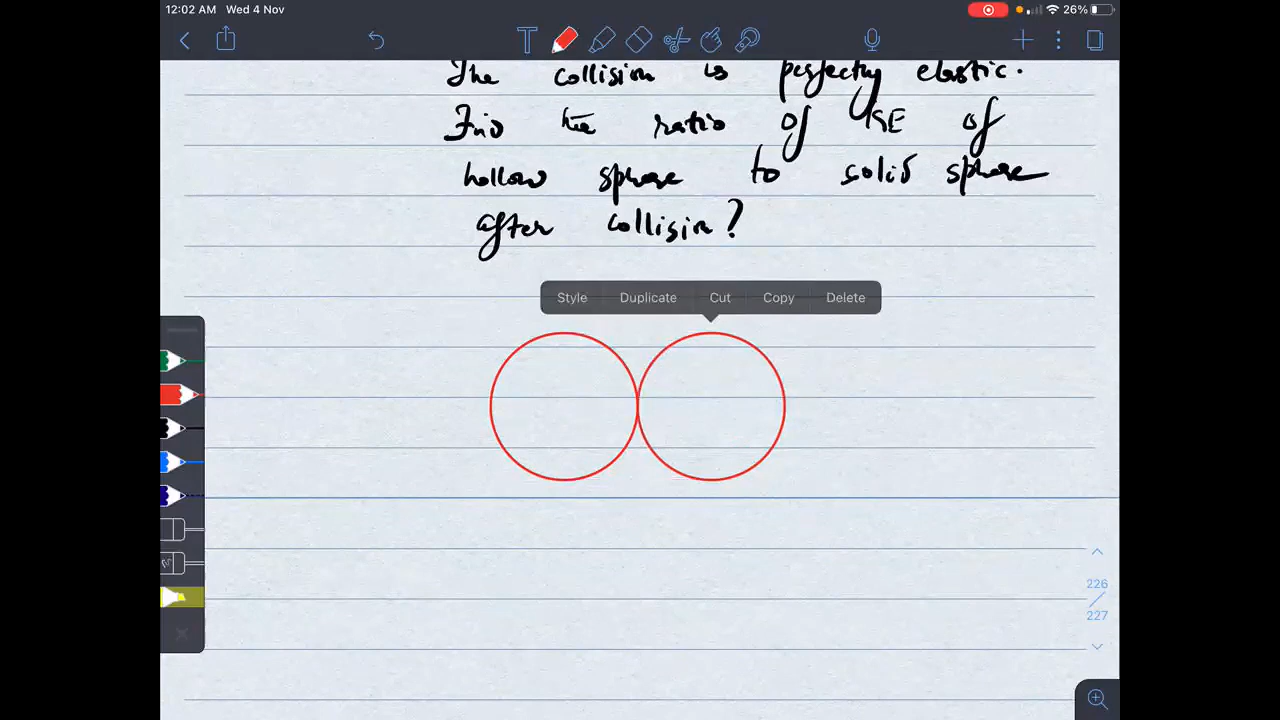 12:02 AM Wed 4 Nov
26%
The collision is perfectly elastic.
Find the ratio of KE of
hollow sphere to solid sphere
after collision?
Style Duplicate Cut Copy Delete
226
227